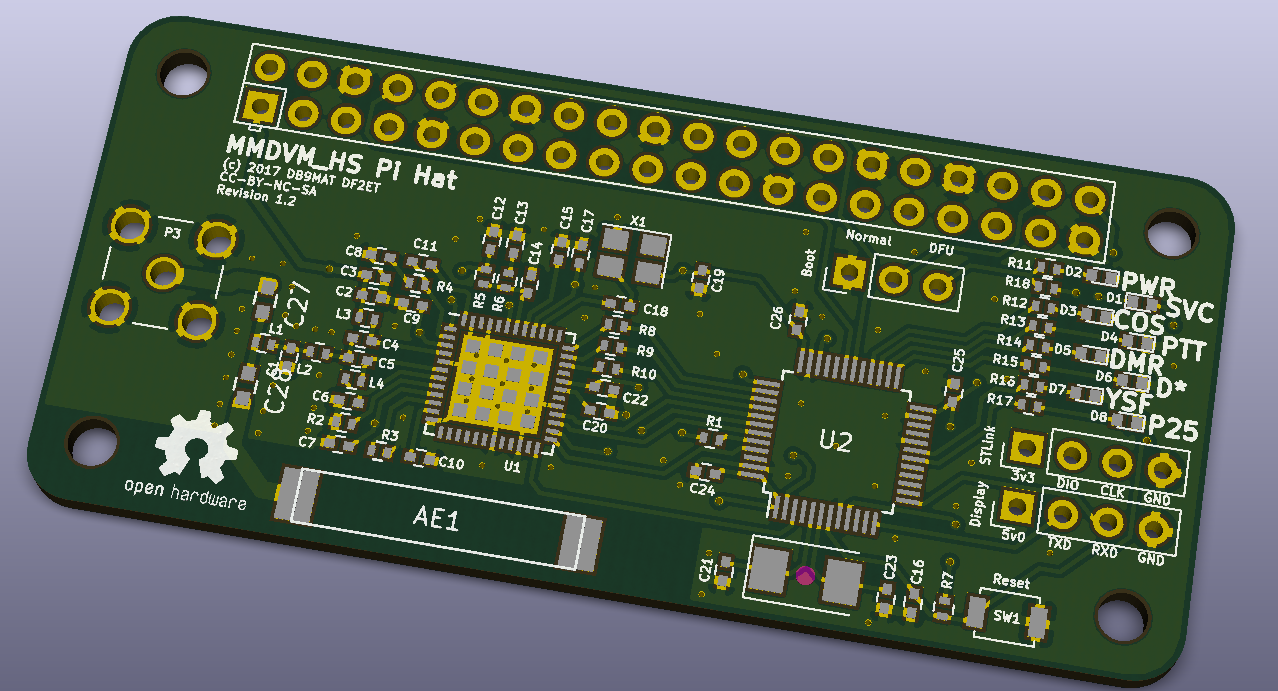 MMDVM_HS Pi Hat
(c) 2017 DB9MAT DF2ET
CC-BY-NC-SA
Revision 1.2
P3
C12
C13
C14
C15
C17
X1
C8
C11
C3
R4
C2
C9
R5
R6
L3
C4
C5
L4
C6
R2
C7
R3
C10
C27
L1
L2
C28
U1
C18
R8
R9
R10
C22
C20
C19
Boot
Normal
DFU
C26
C25
R1
C24
U2
R11
R18
R12
R13
R14
R15
R16
R17
D2
PWR
D1
SVC
D3
COS
D4
PTT
D5
DMR
D6
D*
D7
YSF
D8
P25
STLink
3v3
DIO
CLK
GND
Display
5v0
TXD
RXD
GND
open hardware
AE1
C21
C23
C16
R7
Reset
SW1